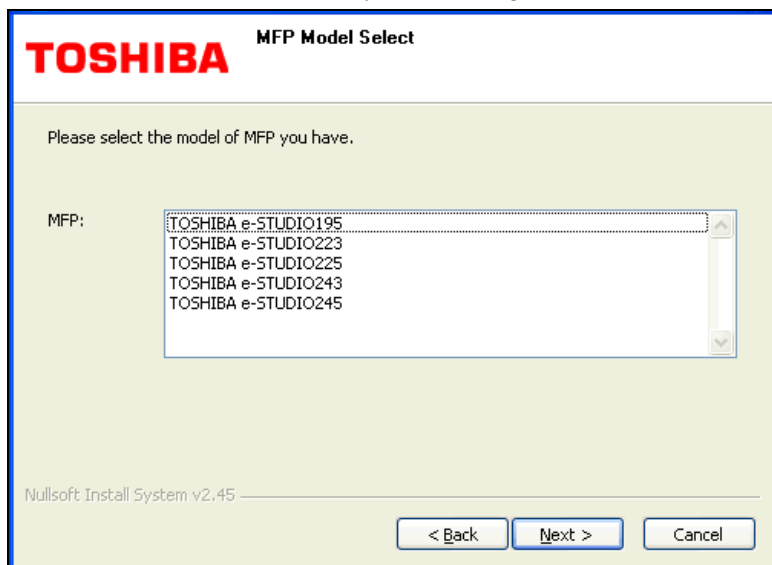 TOSHIBA
MFP Model Select
Please select the model of MFP you have.
MFP:
TOSHIBA e-STUDIO195
TOSHIBA e-STUDIO223
TOSHIBA e-STUDIO225
TOSHIBA e-STUDIO243
TOSHIBA e-STUDIO245
Nullsoft Install System v2.45
< Back Next > Cancel